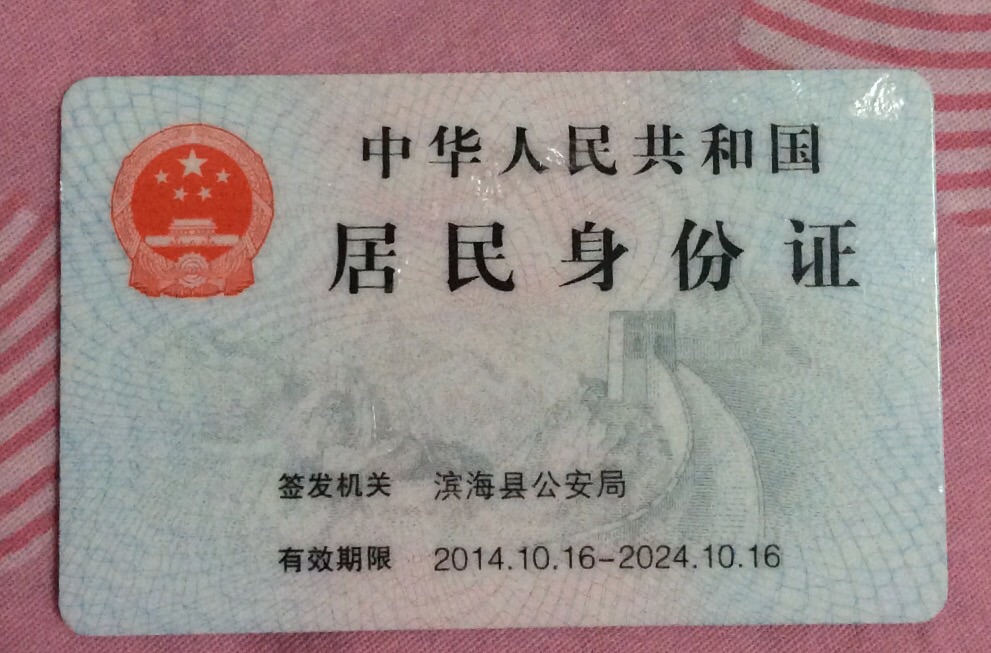 中华人民共和国
居民身份证
签发机关 滨海县公安局
有效期限 2014.10.16-2024.10.16